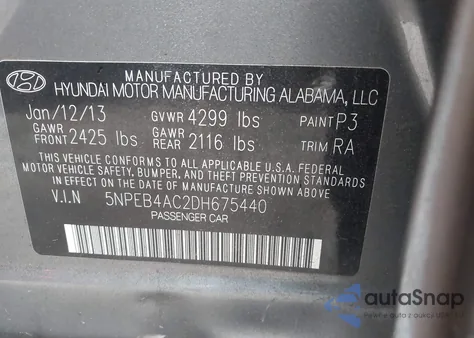 MANUFACTURED BY
HYUNDAI MOTOR MANUFACTURING ALABAMA, LLC
Jan/12/13 GVWR 4299 lbs PAINT P3
GAWR FRONT 2425 lbs GAWR REAR 2116 lbs TRIM RA
THIS VEHICLE CONFORMS TO ALL APPLICABLE U.S.A. FEDERAL
MOTOR VEHICLE SAFETY, BUMPER, AND THEFT PREVENTION STANDARDS
IN EFFECT ON THE DATE OF MANUFACTURE SHOWN ABOVE.
V.I.N 5NPEB4AC2DH675440
PASSENGER CAR
autoSnap